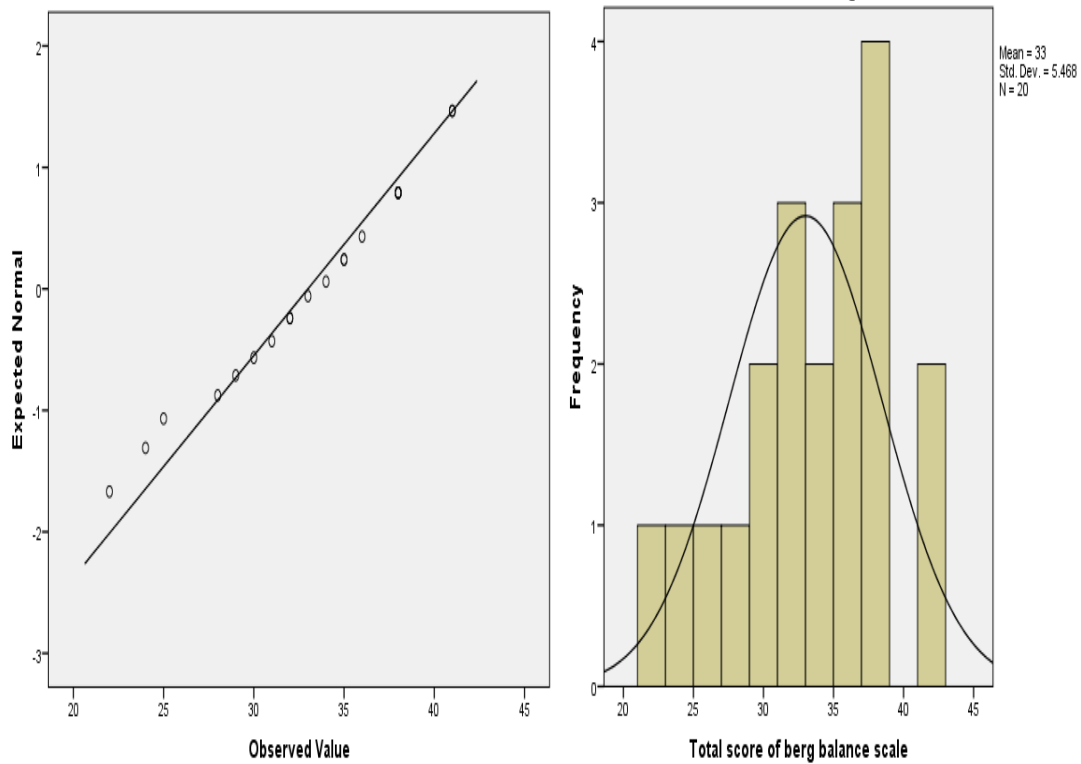 Expected Normal
2
1
0
-1
-2
-3
20 25 30 35 40 45
Observed Value
Frequency
4
3
2
1
0
20 25 30 35 40 45
Total score of berg balance scale
Mean = 33
Std. Dev. = 5.468
N = 20